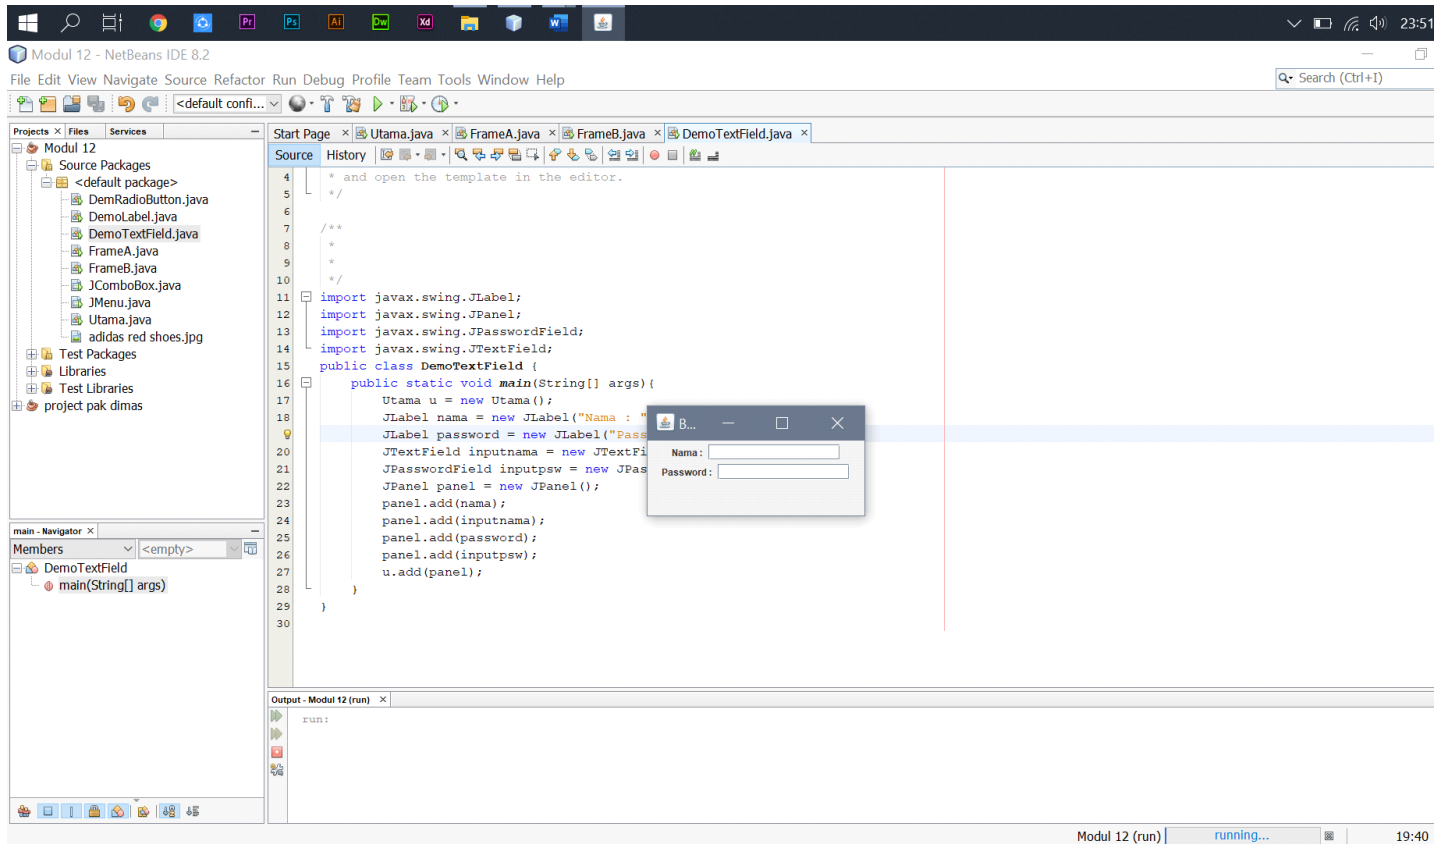 Pr
Ps
Ai
Dw
Xd
23:51
Modul 12 - NetBeans IDE 8.2
File Edit View Navigate Source Refactor Run Debug Profile Team Tools Window Help
Search (Ctrl+I)
<default confi...
Projects Files Services
Modul 12
Source Packages
<default package>
DemRadioButton.java
DemoLabel.java
DemoTextField.java
FrameA.java
FrameB.java
JComboBox.java
JMenu.java
Utama.java
adidas red shoes.jpg
Test Packages
Libraries
Test Libraries
project pak dimas
main - Navigator
Members <empty>
DemoTextField
main(String[] args)
Start Page Utama.java FrameA.java FrameB.java DemoTextField.java
Source History
4 * and open the template in the editor.
5 */
6
7 /**
8 *
9 *
10 */
11 import javax.swing.JLabel;
12 import javax.swing.JPanel;
13 import javax.swing.JPasswordField;
14 import javax.swing.JTextField;
15 public class DemoTextField {
16 public static void main(String[] args){
17 Utama u = new Utama();
18 JLabel nama = new JLabel("Nama : "
JLabel password = new JLabel("Pass
20 JTextField inputnama = new JTextFi
21 JPasswordField inputpsw = new JPas
22 JPanel panel = new JPanel();
23 panel.add(nama);
24 panel.add(inputnama);
25 panel.add(password);
26 panel.add(inputpsw);
27 u.add(panel);
28 }
29 }
30
B...
Nama :
Password :
Output - Modul 12 (run)
run:
Modul 12 (run) running... 19:40